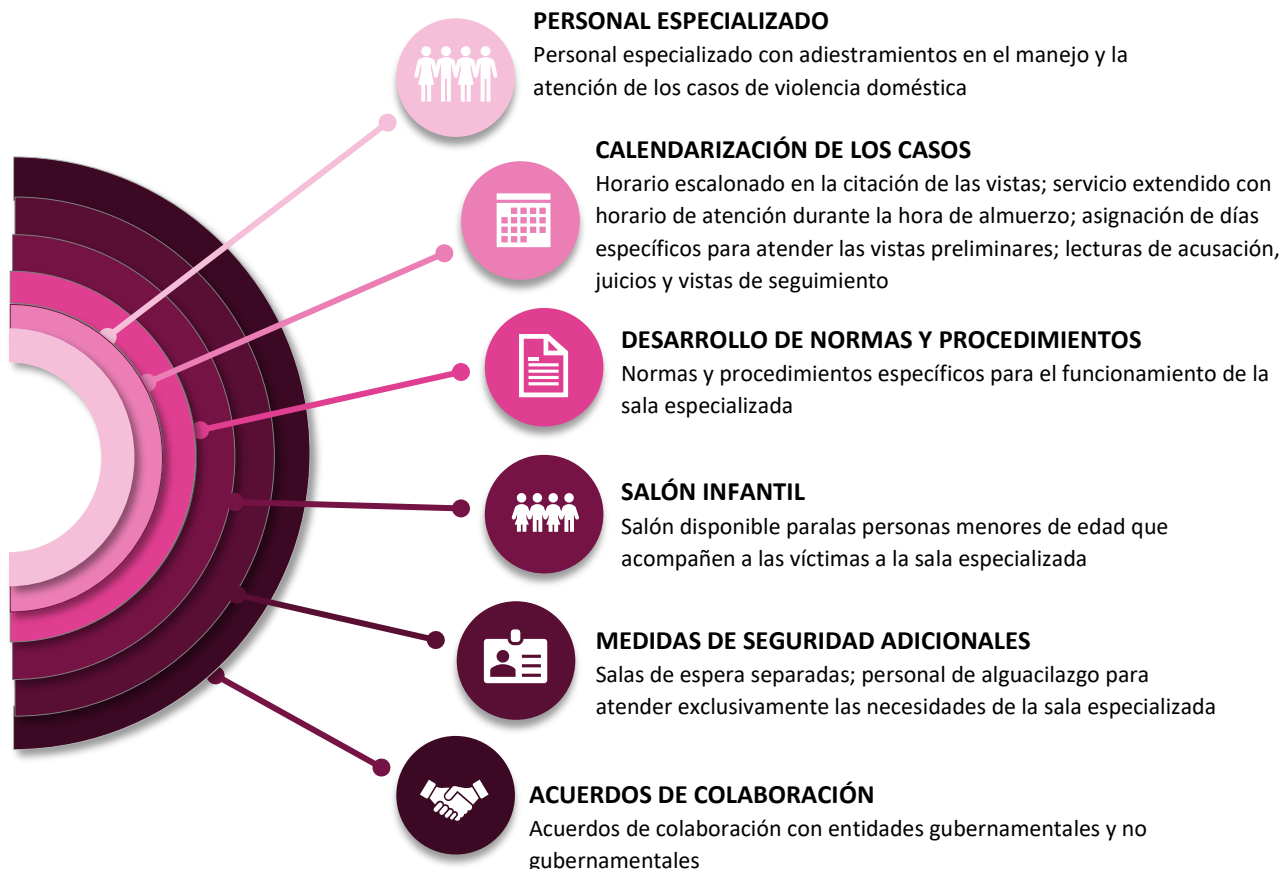 PERSONAL ESPECIALIZADO
Personal especializado con adiestramientos en el manejo y la
atención de los casos de violencia doméstica
CALENDARIZACIÓN DE LOS CASOS
Horario escalonado en la citación de las vistas; servicio extendido con
horario de atención durante la hora de almuerzo; asignación de días
específicos para atender las vistas preliminares; lecturas de acusación,
juicios y vistas de seguimiento
DESARROLLO DE NORMAS Y PROCEDIMIENTOS
Normas y procedimientos específicos para el funcionamiento de la
sala especializada
SALÓN INFANTIL
Salón disponible paralas personas menores de edad que
acompañen a las víctimas a la sala especializada
MEDIDAS DE SEGURIDAD ADICIONALES
Salas de espera separadas; personal de alguacilazgo para
atender exclusivamente las necesidades de la sala especializada
ACUERDOS DE COLABORACIÓN
Acuerdos de colaboración con entidades gubernamentales y no
gubernamentales